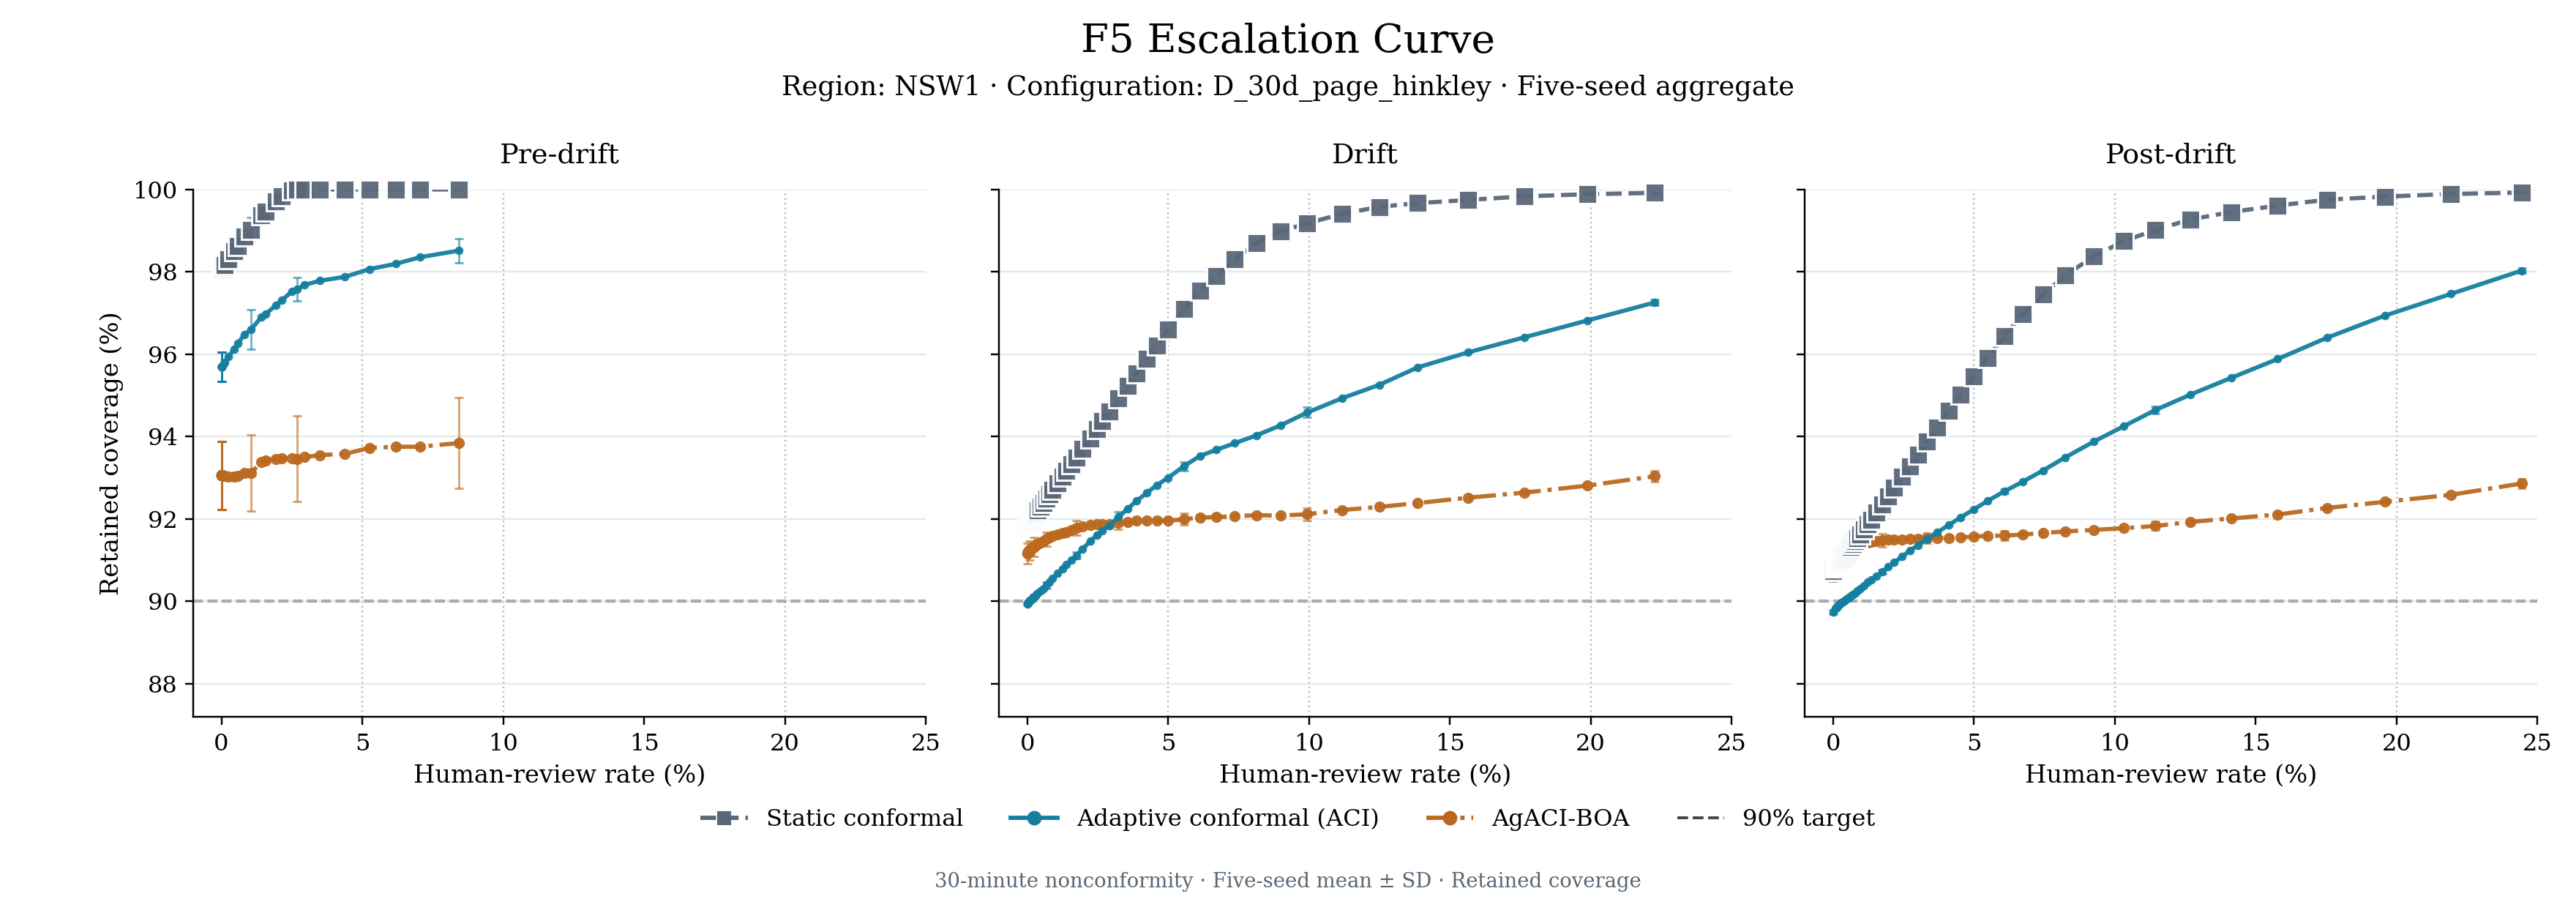 F5 Escalation Curve
Region: NSW1 · Configuration: D_30d_page_hinkley · Five-seed aggregate
Pre-drift
Drift
Post-drift
Retained coverage (%)
100
98
96
94
92
90
88
0 5 10 15 20 25
0 5 10 15 20 25
0 5 10 15 20 25
Human-review rate (%)
Human-review rate (%)
Human-review rate (%)
Static conformal
Adaptive conformal (ACI)
AgACI-BOA
90% target
30-minute nonconformity · Five-seed mean ± SD · Retained coverage